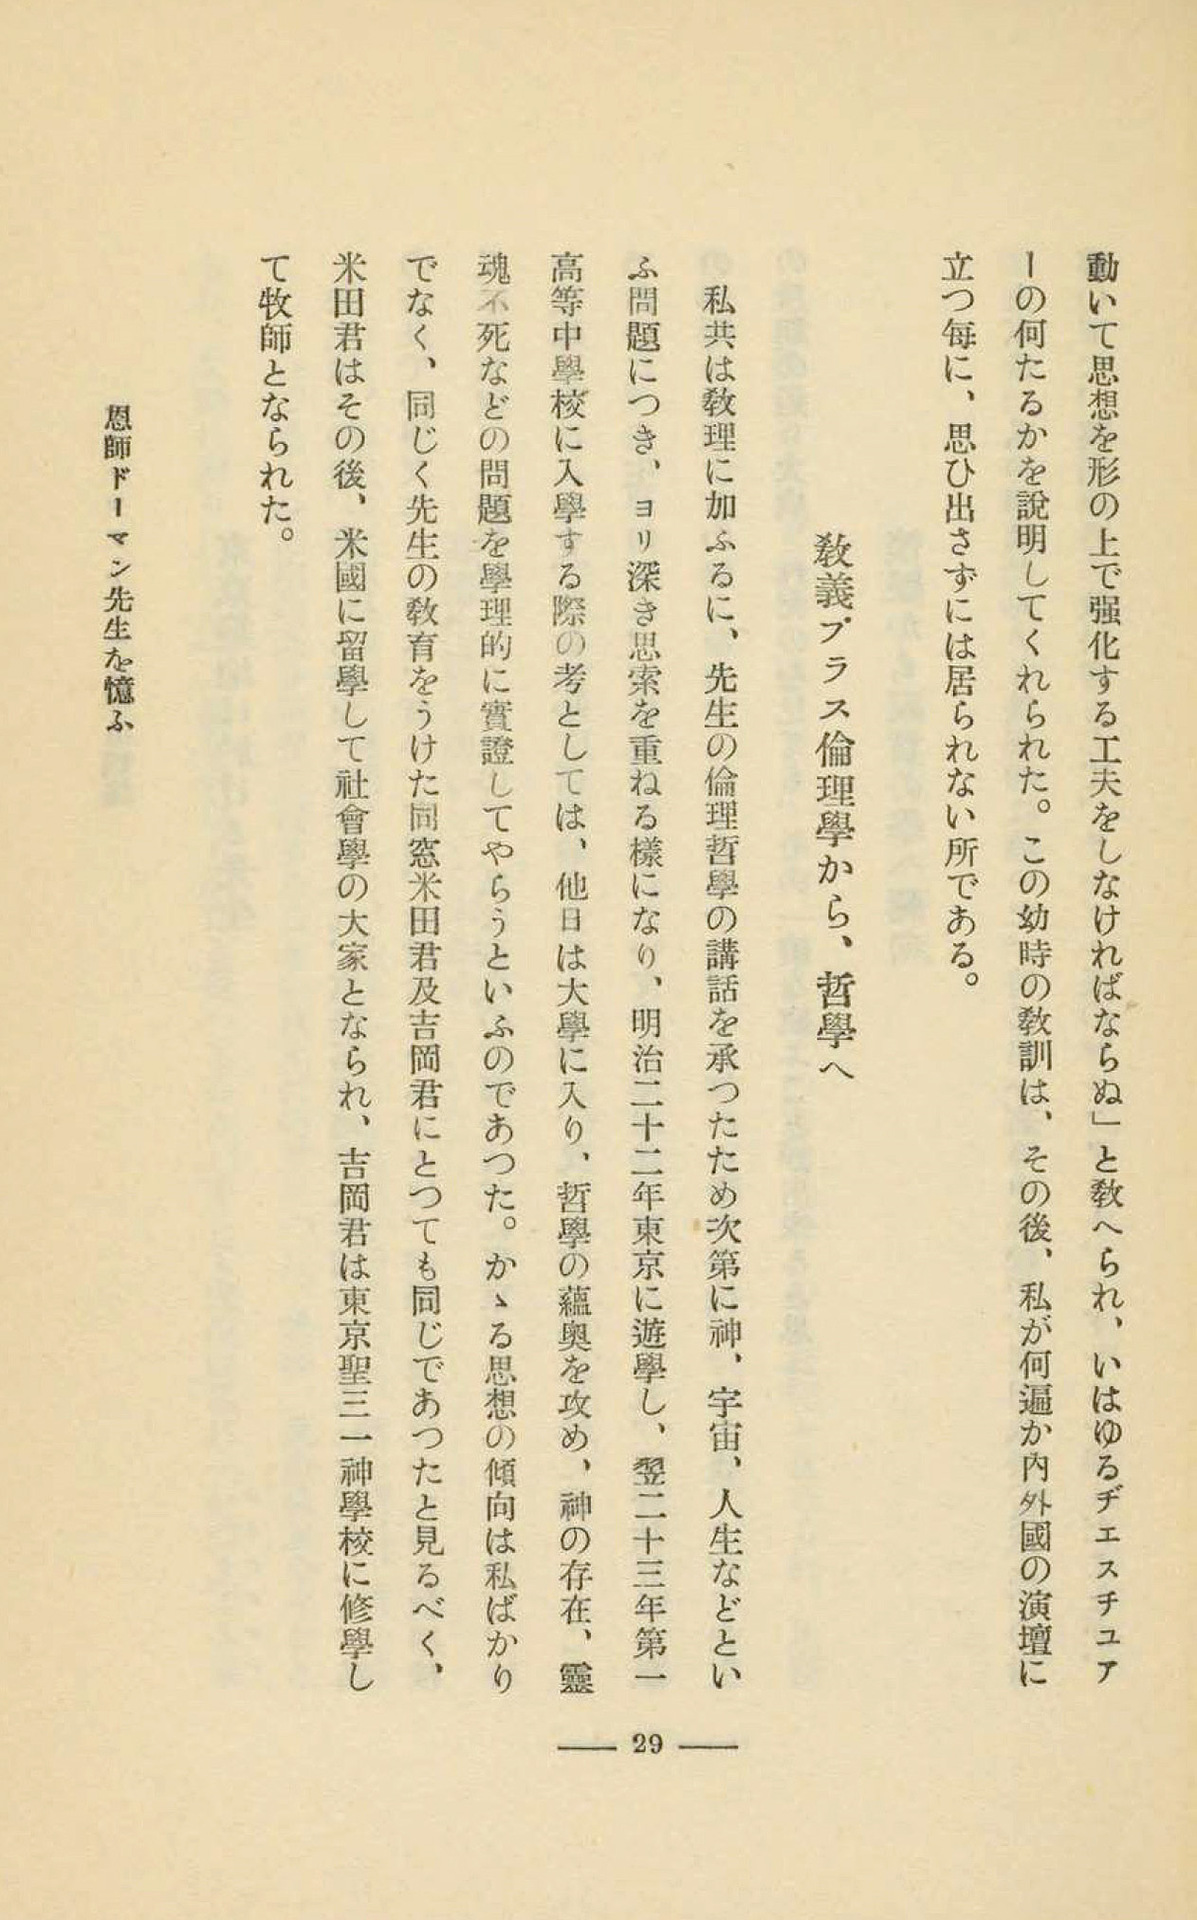 動いて思想を形の上で强化する工夫をしなければならぬ」と敎へられ、いはゆるヂエスチユア
ーの何たるかを說明してくれられた。この幼時の敎訓は、その後、私が何遍か內外國の演壇に
立つ每に、思ひ出さずには居られない所である。
敎義プラス倫理學から、哲學へ
私共は敎理に加ふるに、先生の倫理哲學の講話を承つたため次第に神、宇宙、人生などとい
ふ問題につき、ヨリ深き思索を重ねる樣になり、明治二十二年東京に遊學し、翌二十三年第一
高等中學校に入學する際の考としては、他日は大學に入り、哲學の蘊奧を攻め、神の存在、靈
魂不死などの問題を學理的に實證してやらうといふのであつた。かゝる思想の傾向は私ばかり
でなく、同じく先生の敎育をうけた同窓米田君及吉岡君にとつても同じであつたと見るべく、
米田君はその後、米國に留學して社會學の大家となられ、吉岡君は東京聖三一神學校に修學し
て牧師となられた。
恩師ドーマン先生を憶ふ
29